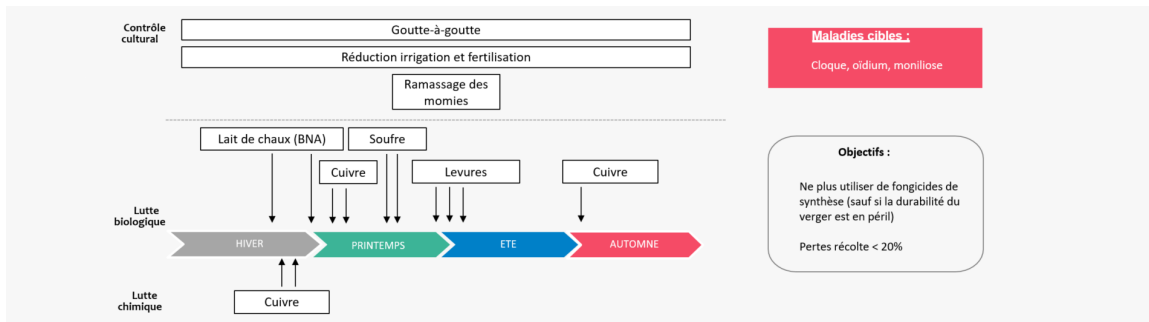 Contrôle
cultural
Goutte-à-goutte
Réduction irrigation et fertilisation
Ramassage des
momies
Maladies cibles :
Cloque, oïdium, moniliose
Lait de chaux (BNA)
Soufre
Cuivre
Levures
Cuivre
Lutte
biologique
HIVER
PRINTEMPS
ETE
AUTOMNE
Lutte
chimique
Cuivre
Objectifs :
Ne plus utiliser de fongicides de
synthèse (sauf si la durabilité du
verger est en péril)
Pertes récolte < 20%